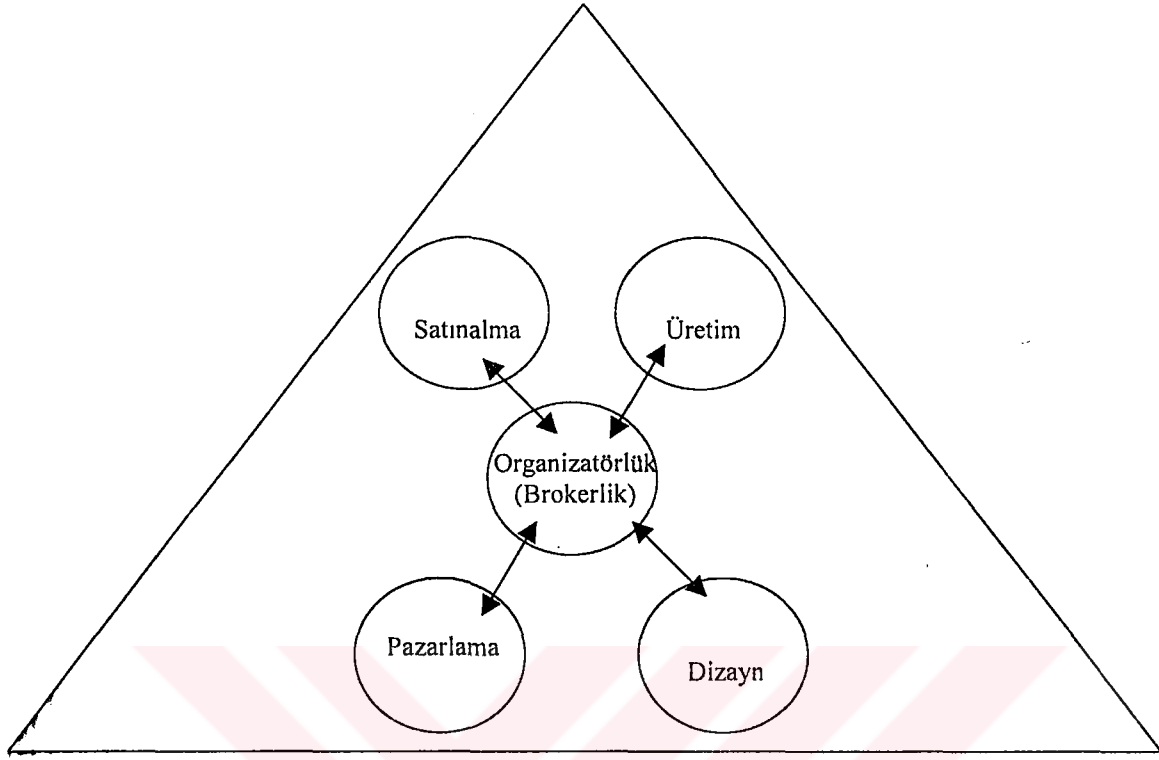 Satınalma
Üretim
Organizatörlük
(Brokerlik)
Pazarlama
Dizayn